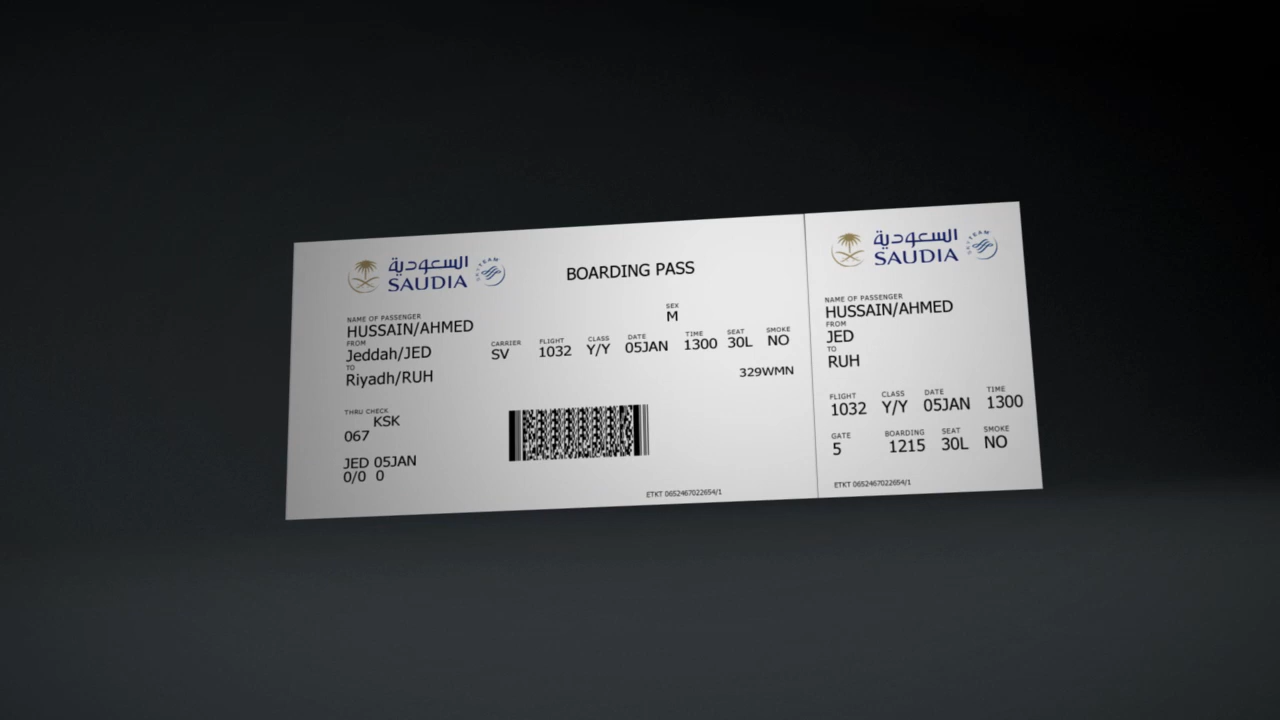 السعودية
SAUDIA
SKYTEAM
BOARDING PASS
NAME OF PASSENGER
HUSSAIN/AHMED
SEX
M
FROM
Jeddah/JED
TO
Riyadh/RUH
CARRIER FLIGHT CLASS DATE TIME SEAT SMOKE
SV 1032 Y/Y 05JAN 1300 30L NO
329WMN
THRU CHECK
KSK
067
JED 05JAN
0/0 0
ETKT 0652467022654/1
السعودية
SAUDIA
SKYTEAM
NAME OF PASSENGER
HUSSAIN/AHMED
FROM
JED
TO
RUH
FLIGHT CLASS DATE TIME
1032 Y/Y 05JAN 1300
GATE BOARDING SEAT SMOKE
5 1215 30L NO
ETKT 0652467022654/1